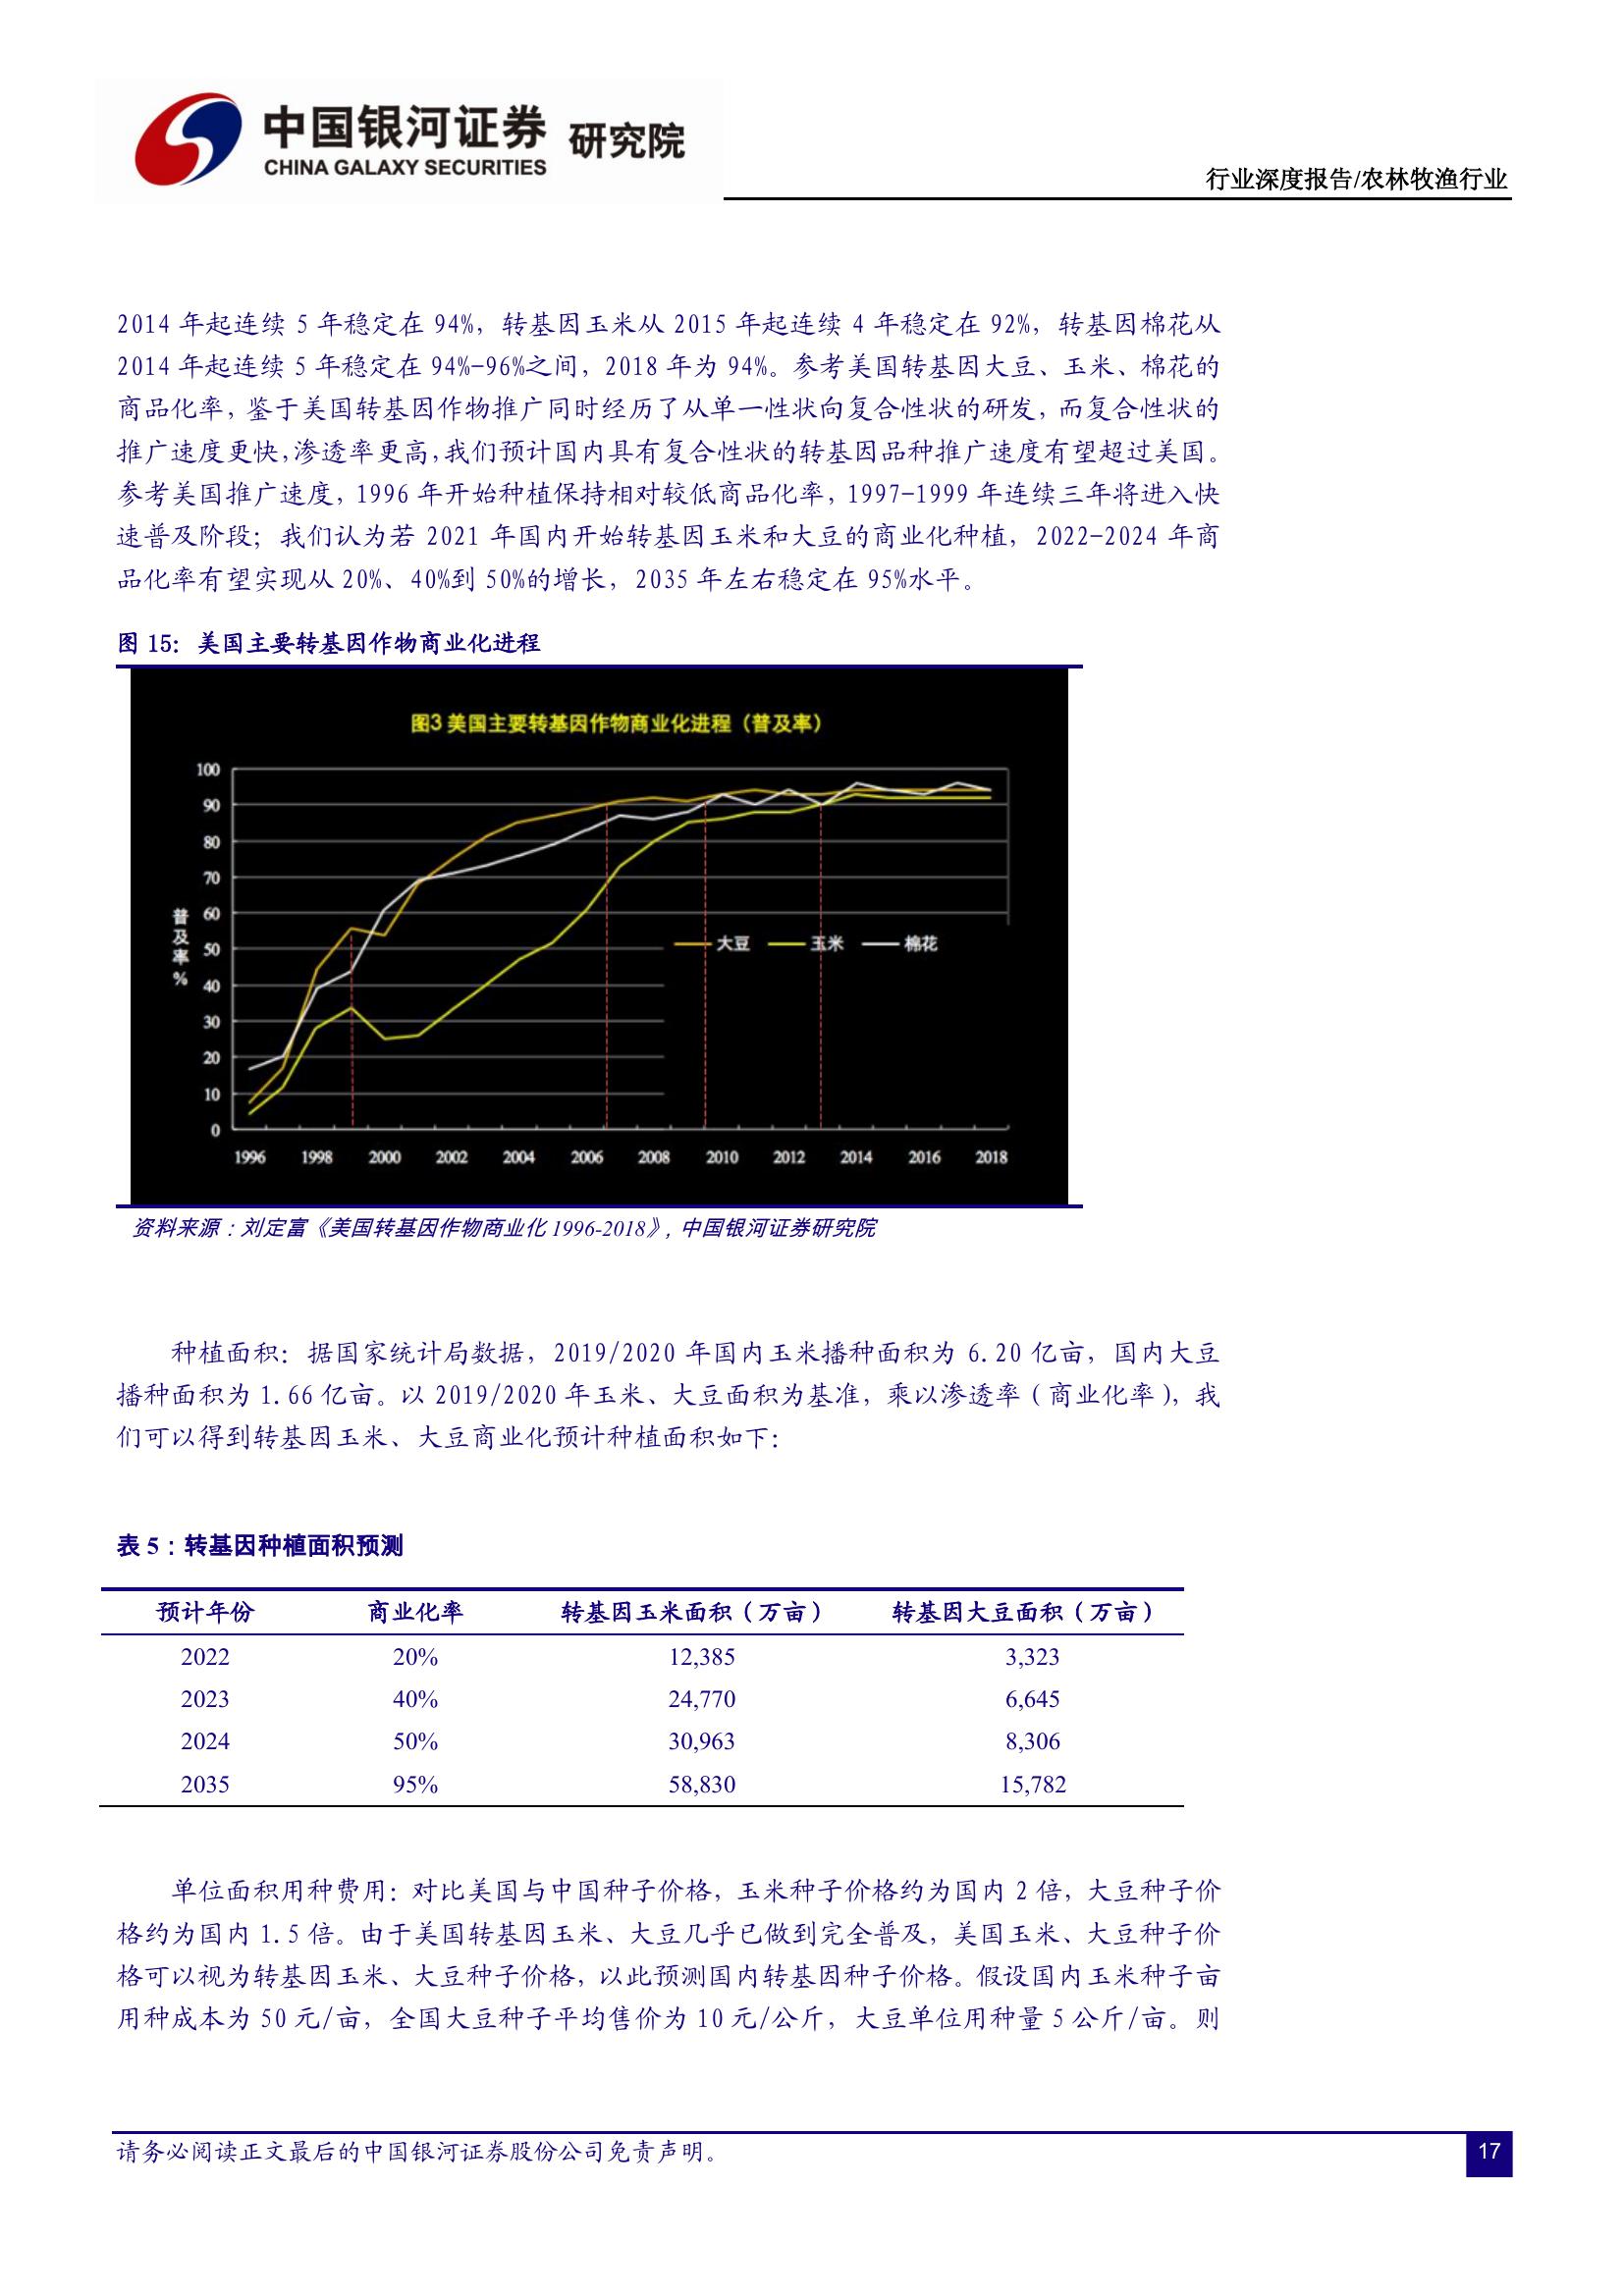 中国银河证券 研究院
CHINA GALAXY SECURITIES
行业深度报告/农林牧渔行业
2014 年起连续 5 年稳定在 94%，转基因玉米从 2015 年起连续 4 年稳定在 92%，转基因棉花从
2014 年起连续 5 年稳定在 94%-96%之间，2018 年为 94%。参考美国转基因大豆、玉米、棉花的
商品化率，鉴于美国转基因作物推广同时经历了从单一性状向复合性状的研发，而复合性状的
推广速度更快，渗透率更高，我们预计国内具有复合性状的转基因品种推广速度有望超过美国。
参考美国推广速度，1996 年开始种植保持相对较低商品化率，1997-1999 年连续三年将进入快
速普及阶段；我们认为若 2021 年国内开始转基因玉米和大豆的商业化种植，2022-2024 年商
品化率有望实现从 20%、40%到 50%的增长，2035 年左右稳定在 95%水平。
图 15：美国主要转基因作物商业化进程
图3 美国主要转基因作物商业化进程（普及率）
100
90
80
70
60
50
40
30
20
10
0
普及率%
大豆 玉米 棉花
1996 1998 2000 2002 2004 2006 2008 2010 2012 2014 2016 2018
资料来源：刘定富《美国转基因作物商业化 1996-2018》，中国银河证券研究院
种植面积：据国家统计局数据，2019/2020 年国内玉米播种面积为 6.20 亿亩，国内大豆
播种面积为 1.66 亿亩。以 2019/2020 年玉米、大豆面积为基准，乘以渗透率（商业化率），我
们可以得到转基因玉米、大豆商业化预计种植面积如下：
表 5：转基因种植面积预测
预计年份 商业化率 转基因玉米面积（万亩） 转基因大豆面积（万亩）
2022 20% 12,385 3,323
2023 40% 24,770 6,645
2024 50% 30,963 8,306
2035 95% 58,830 15,782
单位面积用种费用：对比美国与中国种子价格，玉米种子价格约为国内 2 倍，大豆种子价
格约为国内 1.5 倍。由于美国转基因玉米、大豆几乎已做到完全普及，美国玉米、大豆种子价
格可以视为转基因玉米、大豆种子价格，以此预测国内转基因种子价格。假设国内玉米种子亩
用种成本为 50 元/亩，全国大豆种子平均售价为 10 元/公斤，大豆单位用种量 5 公斤/亩。则
请务必阅读正文最后的中国银河证券股份公司免责声明。
17